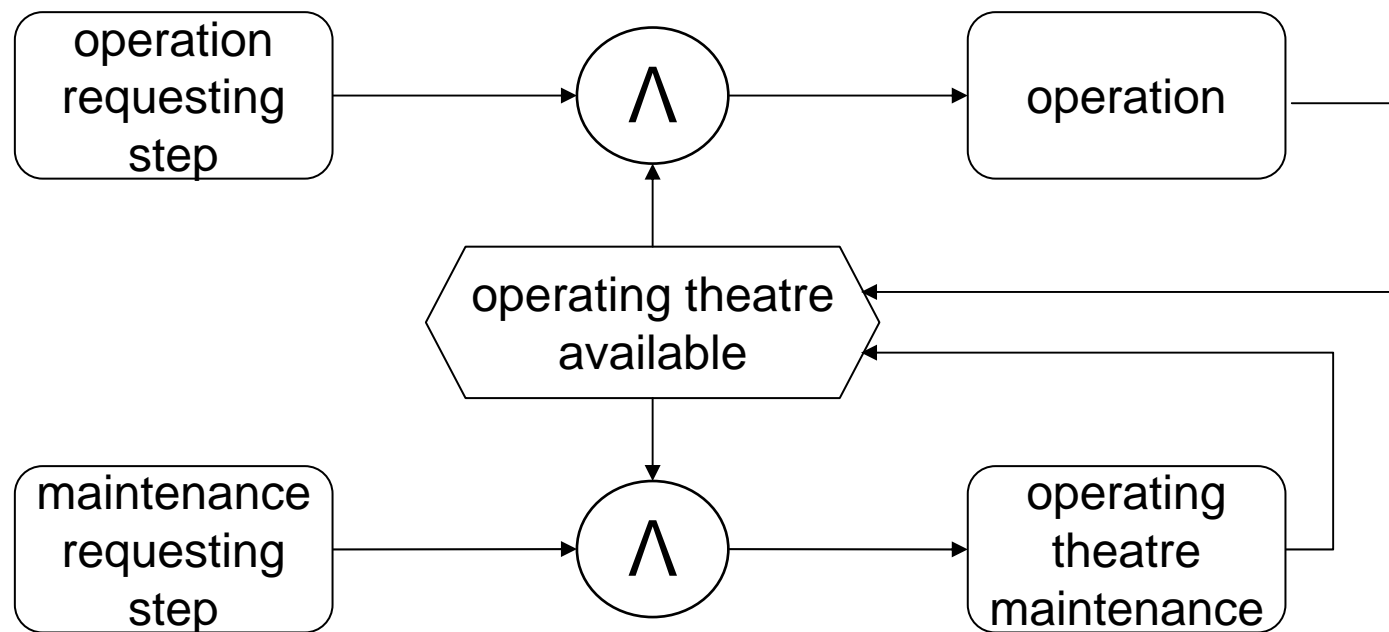 operation
requesting
step
Λ
operation
operating theatre
available
maintenance
requesting
step
Λ
operating
theatre
maintenance